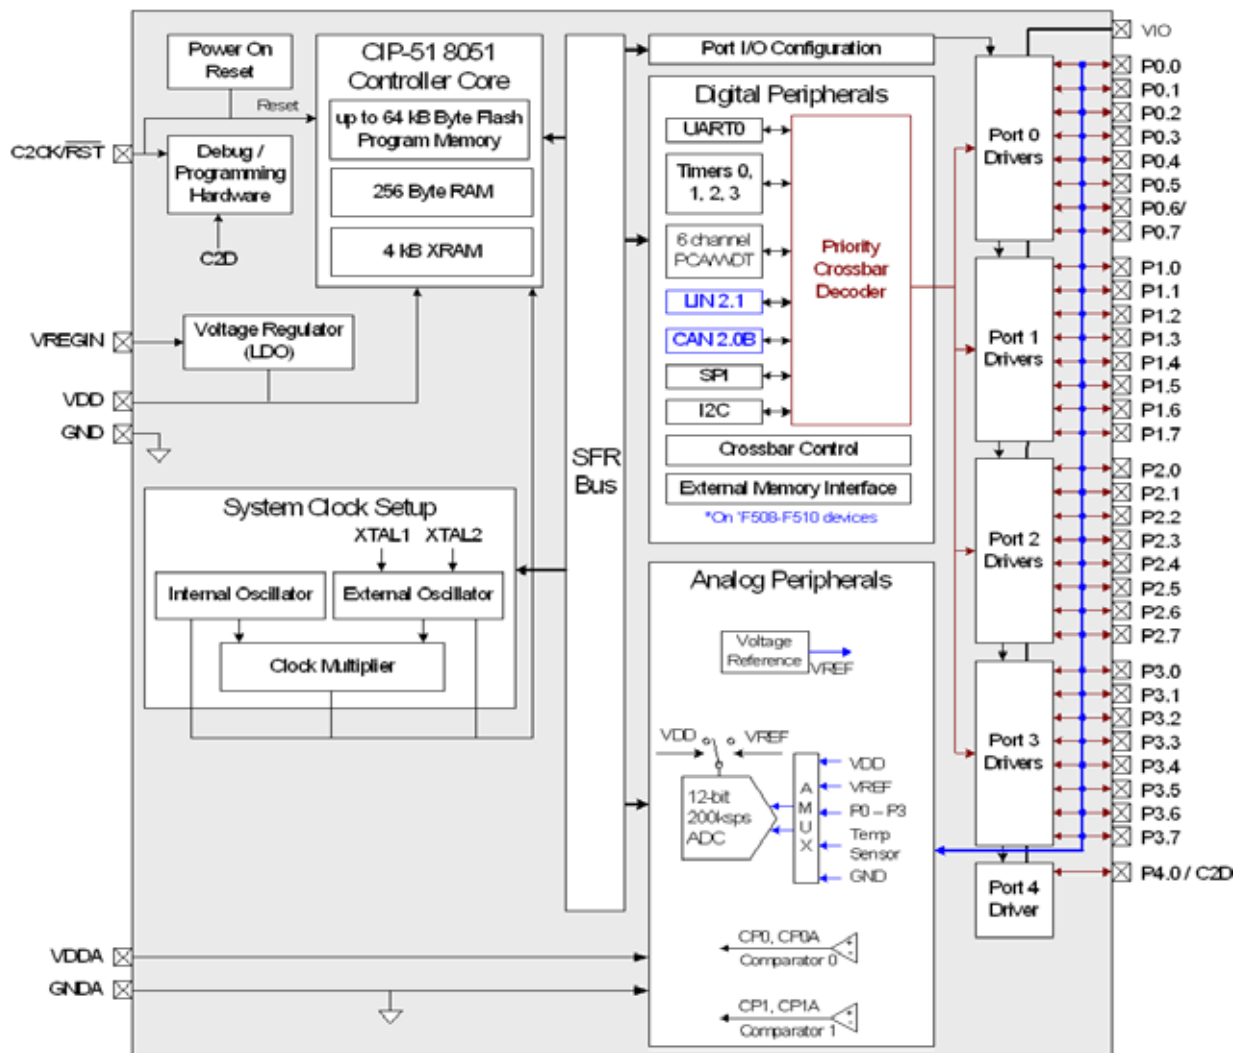 Power On
Reset
Reset
C2CK/RST
Debug /
Programming
Hardware
C2D
CIP-51 8051
Controller Core
up to 64 kB Byte Flash
Program Memory
256 Byte RAM
4 kB XRAM
VREGIN
Voltage Regulator
(LDO)
VDD
GND
System Clock Setup
XTAL1 XTAL2
Internal Oscillator
External Oscillator
Clock Multiplier
VDDA
GNDA
SFR
Bus
Port I/O Configuration
Digital Peripherals
UART0
Timers 0,
1, 2, 3
6 channel
PCA/WDT
LIN 2.1
CAN 2.0B
SPI
I2C
Priority
Crossbar
Decoder
Crossbar Control
External Memory Interface
*On 'F508-F510 devices
Analog Peripherals
Voltage
Reference
VREF
VDD
VREF
12-bit
200ksps
ADC
A
M
U
X
VDD
VREF
P0 – P3
Temp
Sensor
GND
CP0, CP0A
Comparator 0
CP1, CP1A
Comparator 1
Port 0
Drivers
Port 1
Drivers
Port 2
Drivers
Port 3
Drivers
Port 4
Driver
VIO
P0.0
P0.1
P0.2
P0.3
P0.4
P0.5
P0.6/
P0.7
P1.0
P1.1
P1.2
P1.3
P1.4
P1.5
P1.6
P1.7
P2.0
P2.1
P2.2
P2.3
P2.4
P2.5
P2.6
P2.7
P3.0
P3.1
P3.2
P3.3
P3.4
P3.5
P3.6
P3.7
P4.0 / C2D